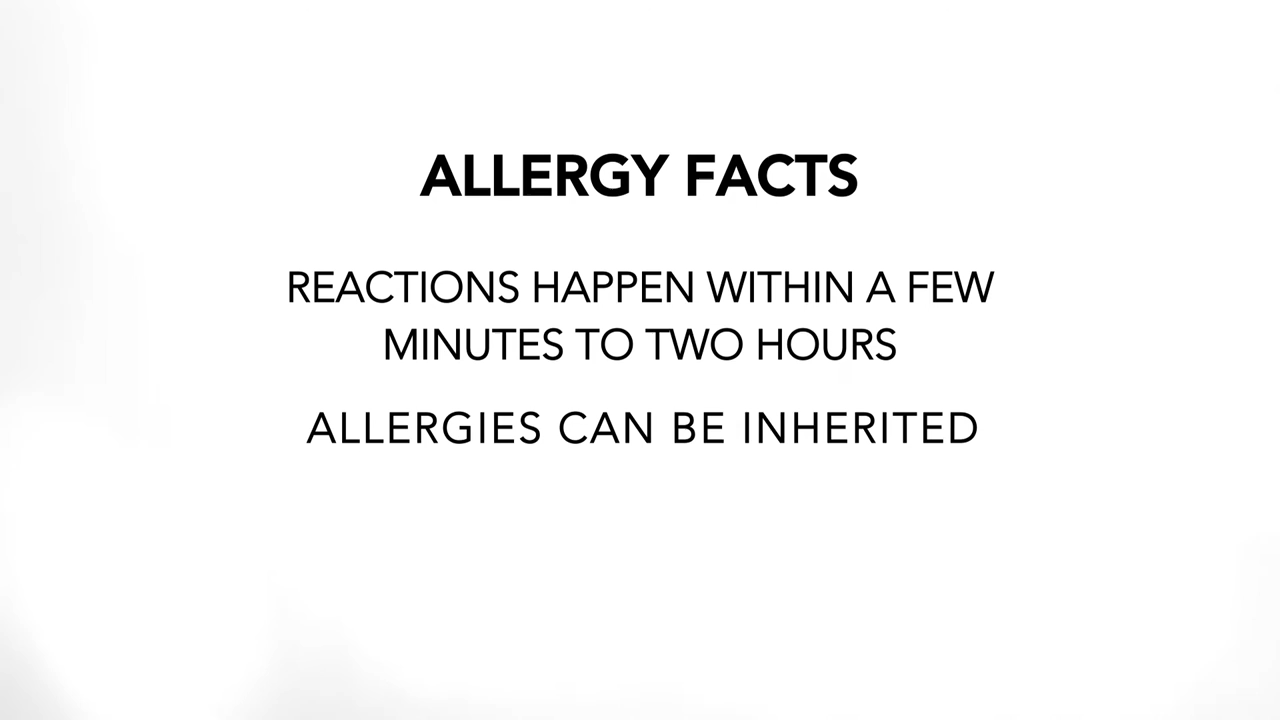 ALLERGY FACTS
REACTIONS HAPPEN WITHIN A FEW
MINUTES TO TWO HOURS
ALLERGIES CAN BE INHERITED